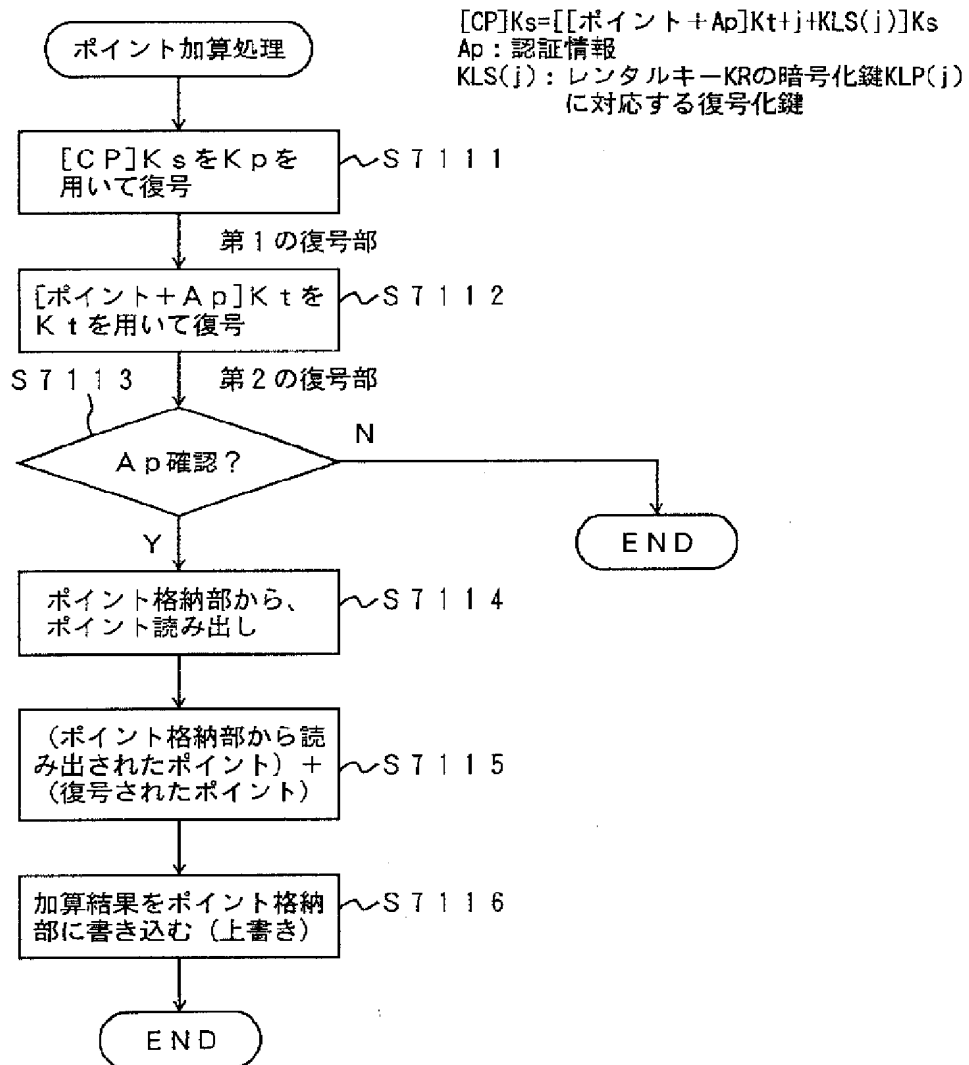 [CP]Ks=[[ポイント+Ap]Kt+j+KLS(j)]Ks
Ap:認証情報
KLS(j):レンタルキーKRの暗号化鍵KLP(j)
に対応する復号化鍵
ポイント加算処理
[CP]KsをKpを
用いて復号
S7111
第1の復号部
[ポイント+Ap]Ktを
Ktを用いて復号
S7112
S7113
第2の復号部
Ap確認?
N
END
Y
ポイント格納部から、
ポイント読み出し
S7114
(ポイント格納部から読
み出されたポイント)+
(復号されたポイント)
S7115
加算結果をポイント格納
部に書き込む(上書き)
S7116
END